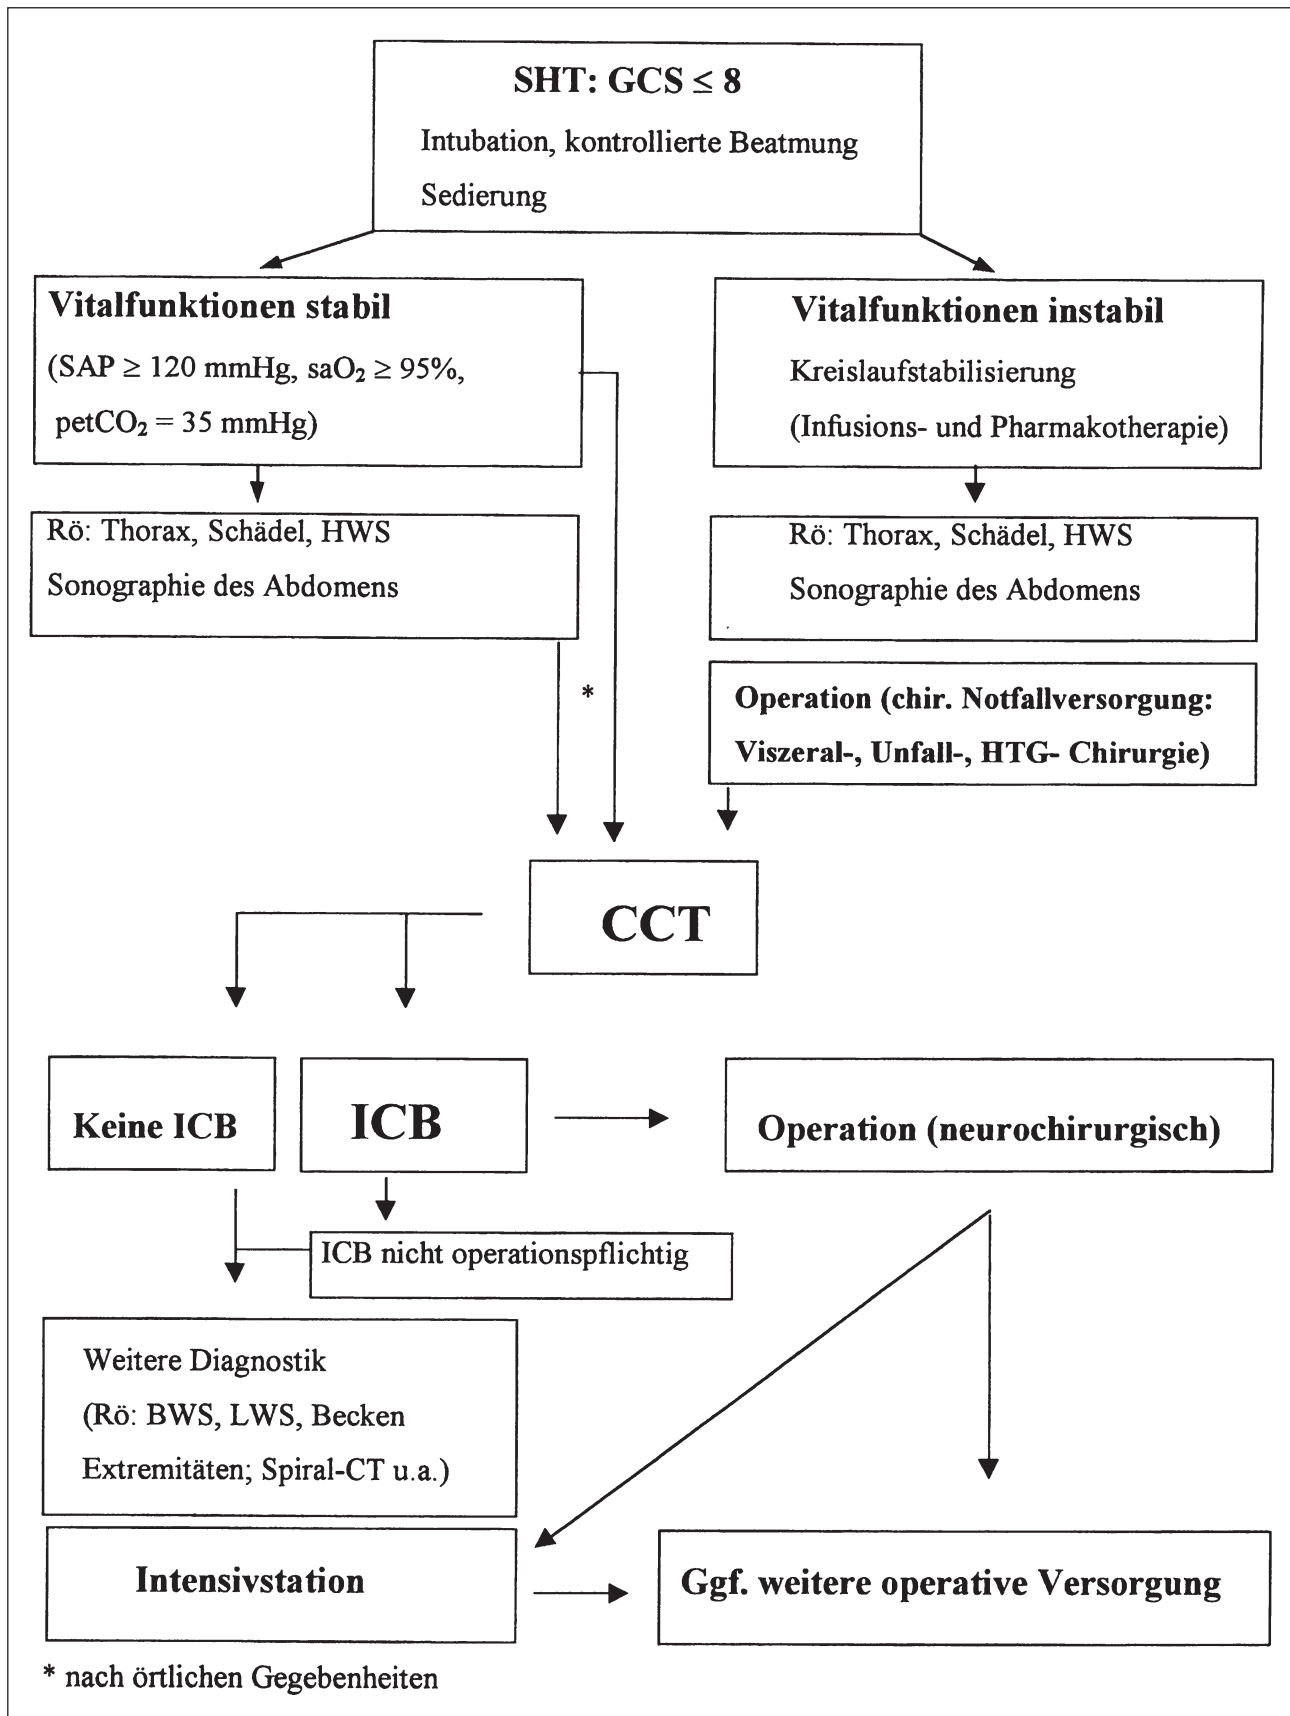 SHT: GCS ≤ 8
Intubation, kontrollierte Beatmung
Sedierung
Vitalfunktionen stabil
(SAP ≥ 120 mmHg, saO₂ ≥ 95%,
petCO₂ = 35 mmHg)
Vitalfunktionen instabil
Kreislaufstabilisierung
(Infusions- und Pharmakotherapie)
Rö: Thorax, Schädel, HWS
Sonographie des Abdomens
Rö: Thorax, Schädel, HWS
Sonographie des Abdomens
*
Operation (chir. Notfallversorgung:
Viszeral-, Unfall-, HTG- Chirurgie)
CCT
Keine ICB
ICB
Operation (neurochirurgisch)
ICB nicht operationspflichtig
Weitere Diagnostik
(Rö: BWS, LWS, Becken
Extremitäten; Spiral-CT u.a.)
Intensivstation
Ggf. weitere operative Versorgung
* nach örtlichen Gegebenheiten